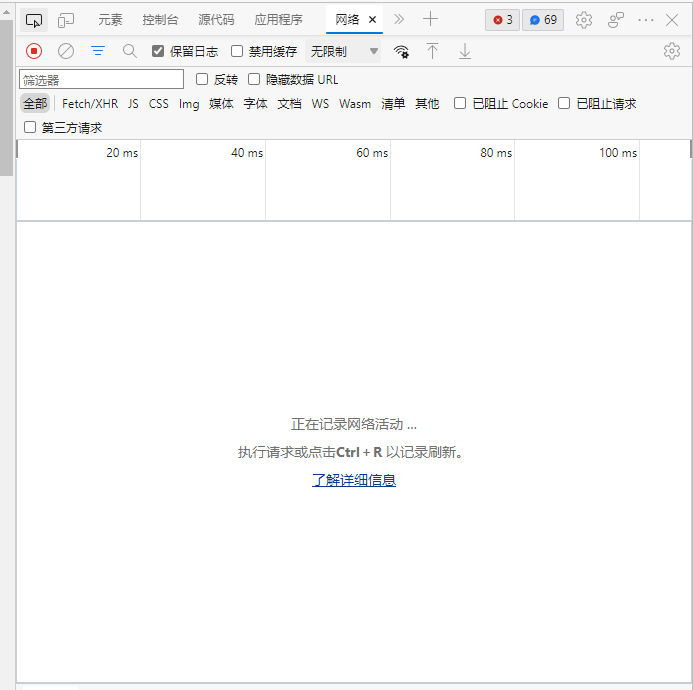 元素 控制台 源代码 应用程序 网络 3 69
保留日志 禁用缓存 无限制
筛选器 反转 隐藏数据 URL
全部 Fetch/XHR JS CSS Img 媒体 字体 文档 WS Wasm 清单 其他 已阻止 Cookie 已阻止请求
第三方请求
20 ms 40 ms 60 ms 80 ms 100 ms
正在记录网络活动 ...
执行请求或点击Ctrl + R 以记录刷新。
了解详细信息